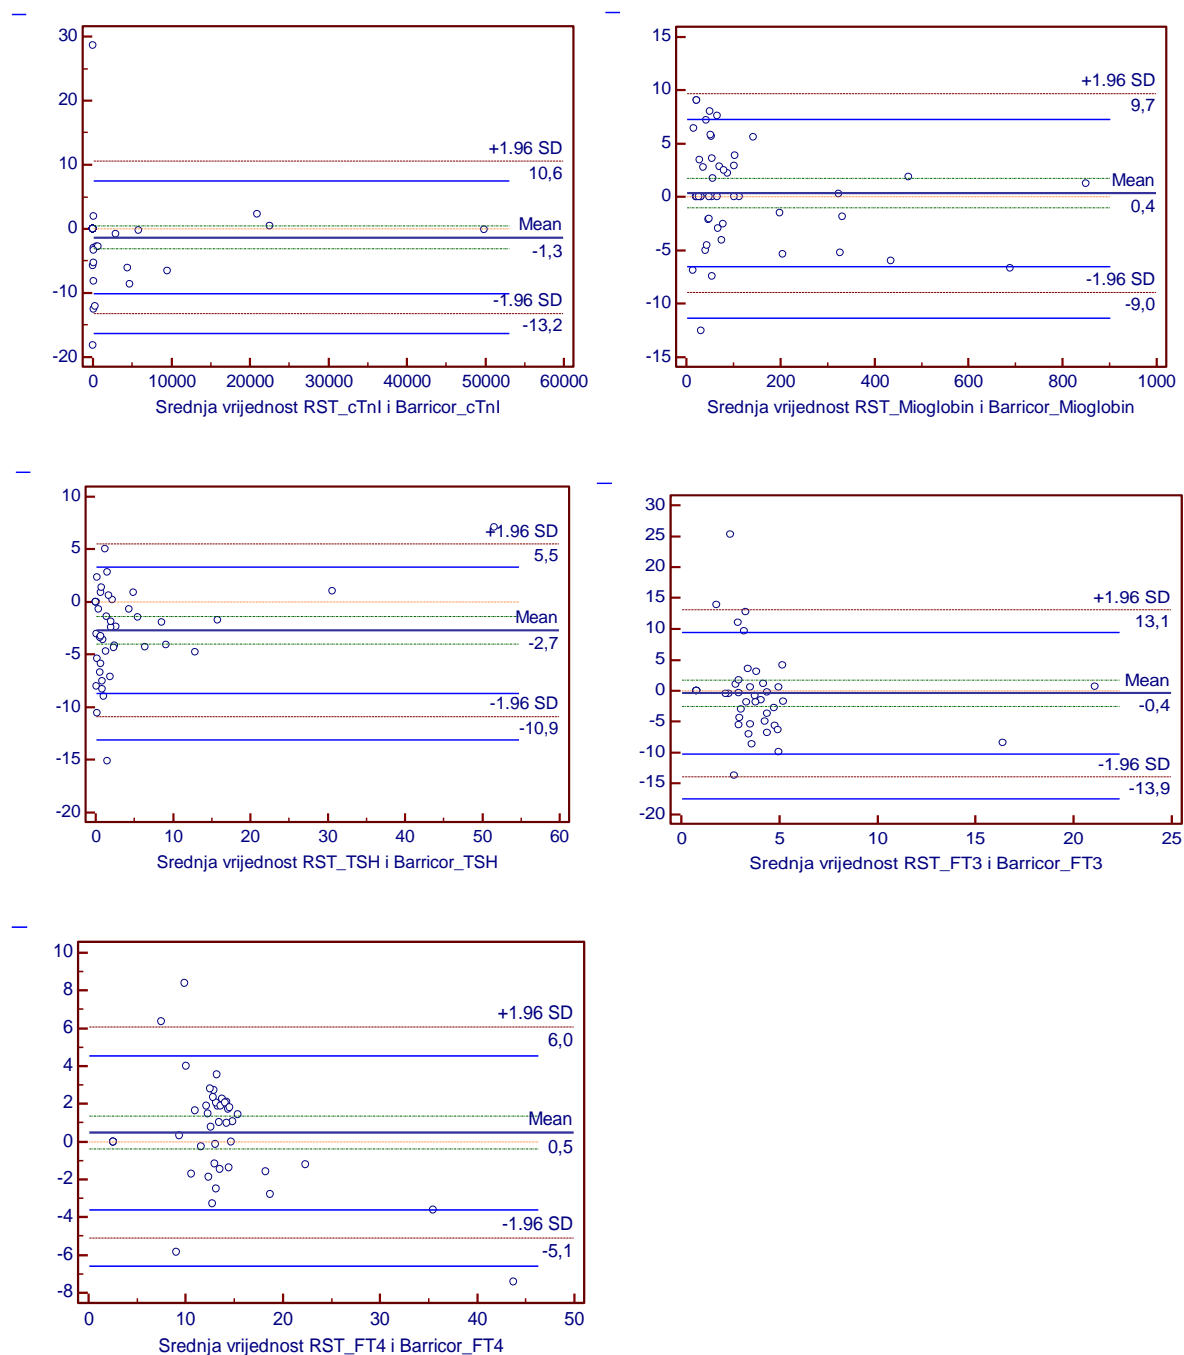 30
20
10
0
-10
-20
+1.96 SD
10,6
Mean
-1,3
-1.96 SD
-13,2
0 10000 20000 30000 40000 50000 60000
Srednja vrijednost RST_cTnI i Barricor_cTnI
15
10
5
0
-5
-10
-15
+1.96 SD
9,7
Mean
0,4
-1.96 SD
-9,0
0 200 400 600 800 1000
Srednja vrijednost RST_Mioglobin i Barricor_Mioglobin
10
5
0
-5
-10
-15
-20
+1.96 SD
5,5
Mean
-2,7
-1.96 SD
-10,9
0 10 20 30 40 50 60
Srednja vrijednost RST_TSH i Barricor_TSH
30
25
20
15
10
5
0
-5
-10
-15
-20
+1.96 SD
13,1
Mean
-0,4
-1.96 SD
-13,9
0 5 10 15 20 25
Srednja vrijednost RST_FT3 i Barricor_FT3
10
8
6
4
2
0
-2
-4
-6
-8
+1.96 SD
6,0
Mean
0,5
-1.96 SD
-5,1
0 10 20 30 40 50
Srednja vrijednost RST_FT4 i Barricor_FT4